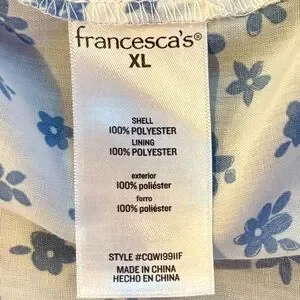 francesca's®
XL
SHELL
100% POLYESTER
LINING
100% POLYESTER
exterior
100% poliéster
forro
100% poliéster
STYLE #CQW1991IF
MADE IN CHINA
HECHO EN CHINA